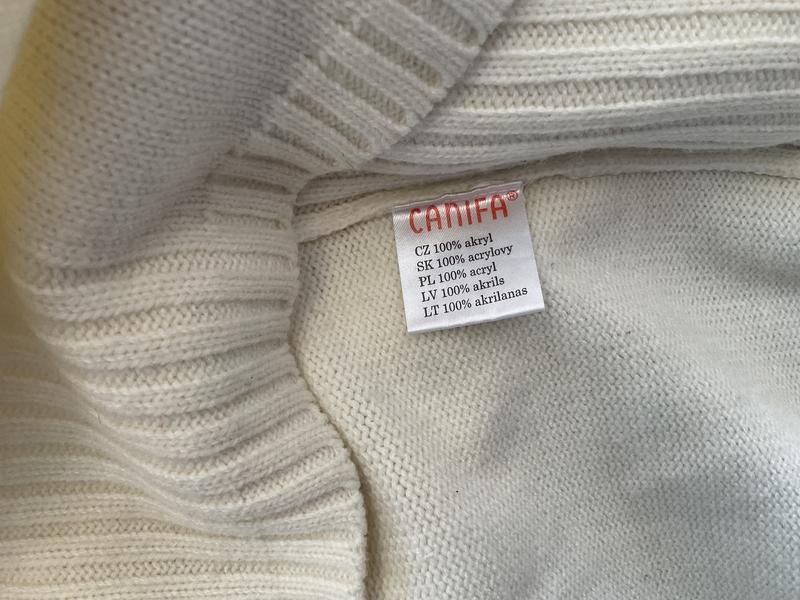 CANIFA®
CZ 100% akryl
SK 100% acrylovy
PL 100% acryl
LV 100% akrils
LT 100% akrilanas